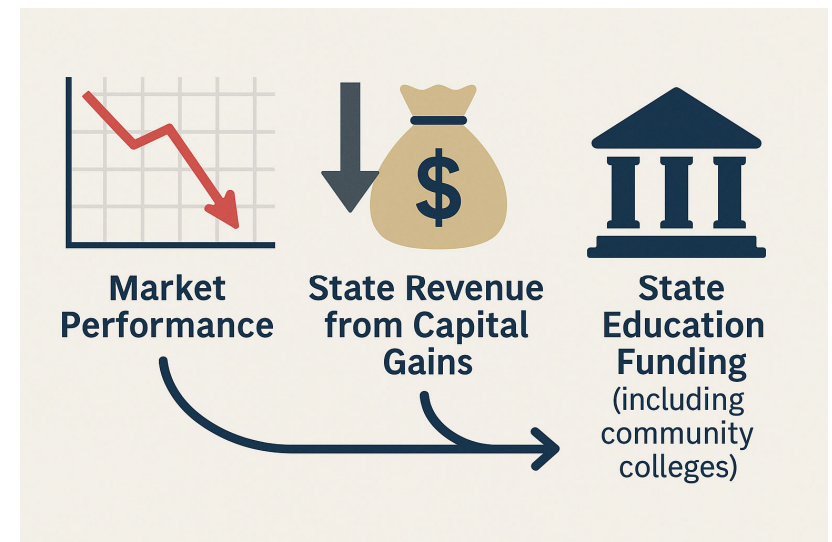 $
Market
Performance
State Revenue
from Capital
Gains
State
Education
Funding
(including
community
colleges)